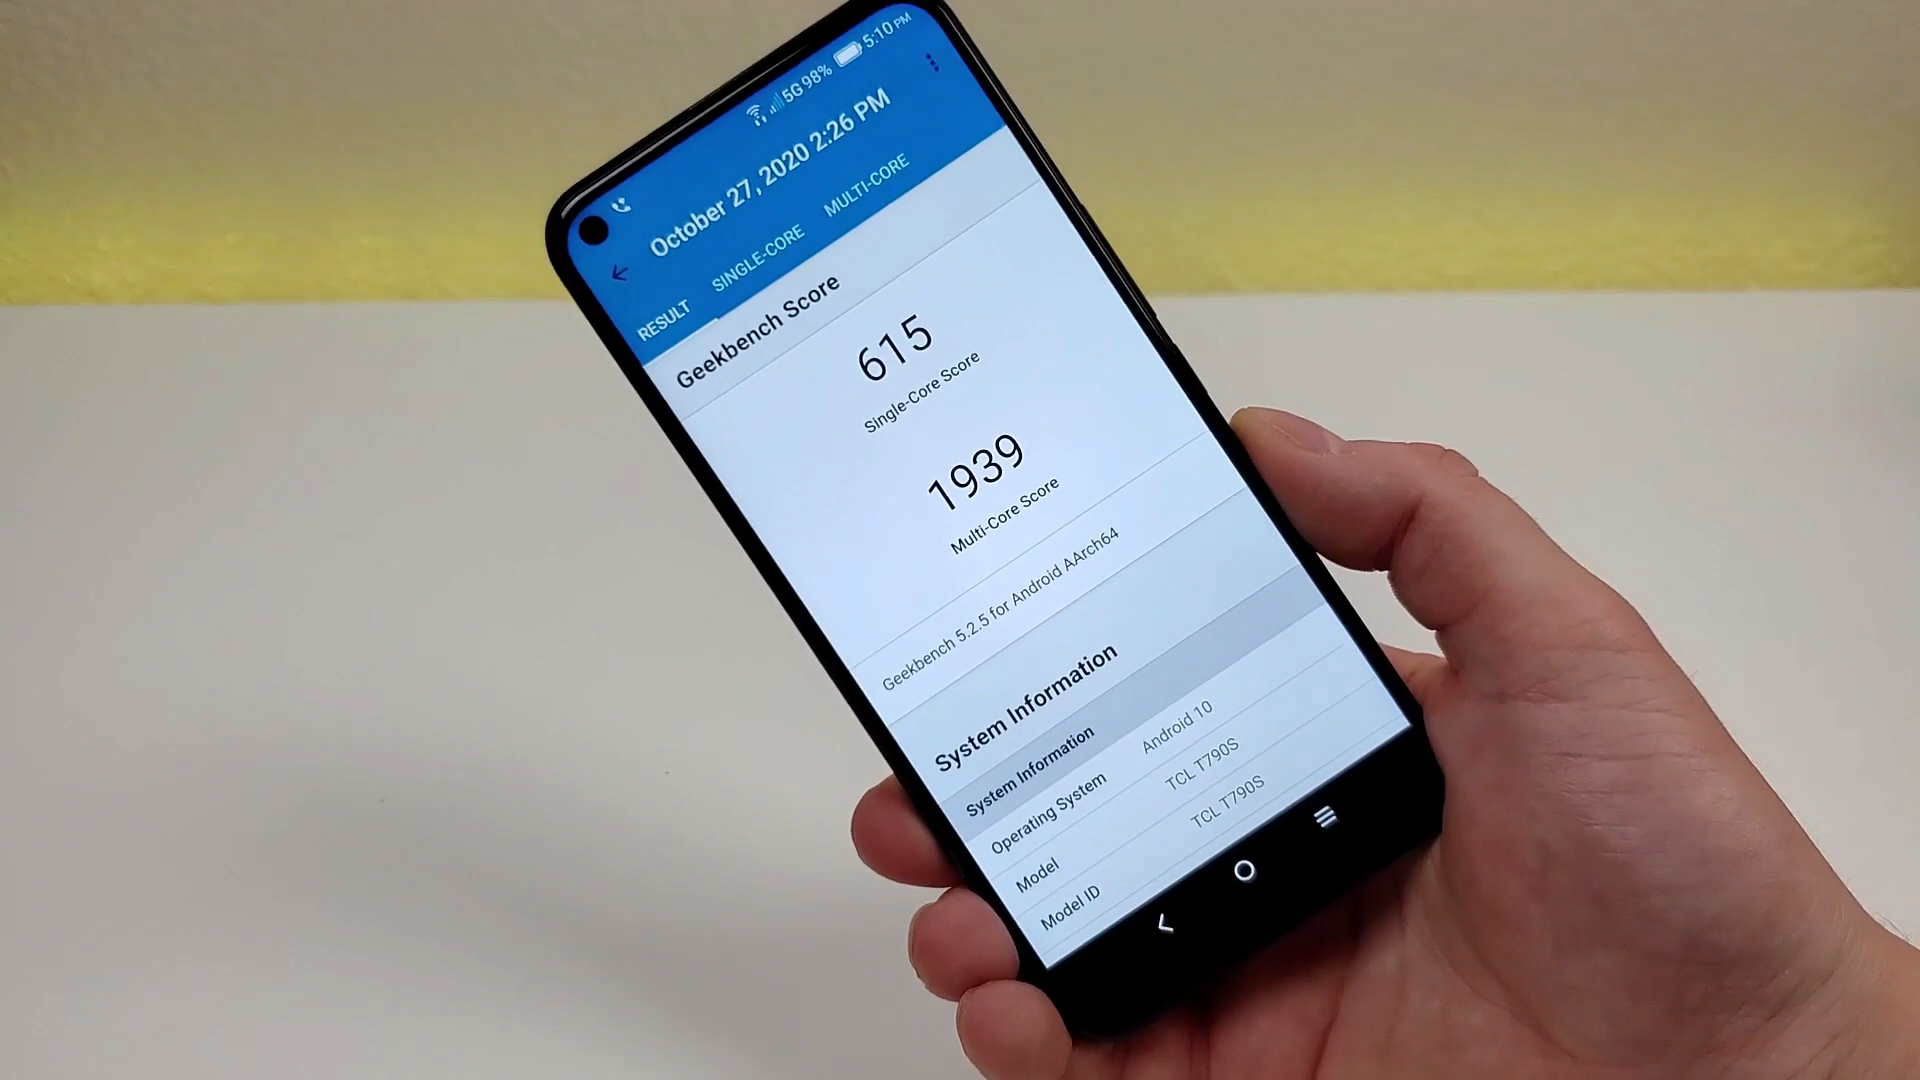 5G 98% 5:10 PM
October 27, 2020 2:26 PM
RESULT SINGLE-CORE MULTI-CORE
Geekbench Score
615
Single-Core Score
1939
Multi-Core Score
Geekbench 5.2.5 for Android AArch64
System Information
System Information
Operating System Android 10
Model TCL T790S
Model ID TCL T790S